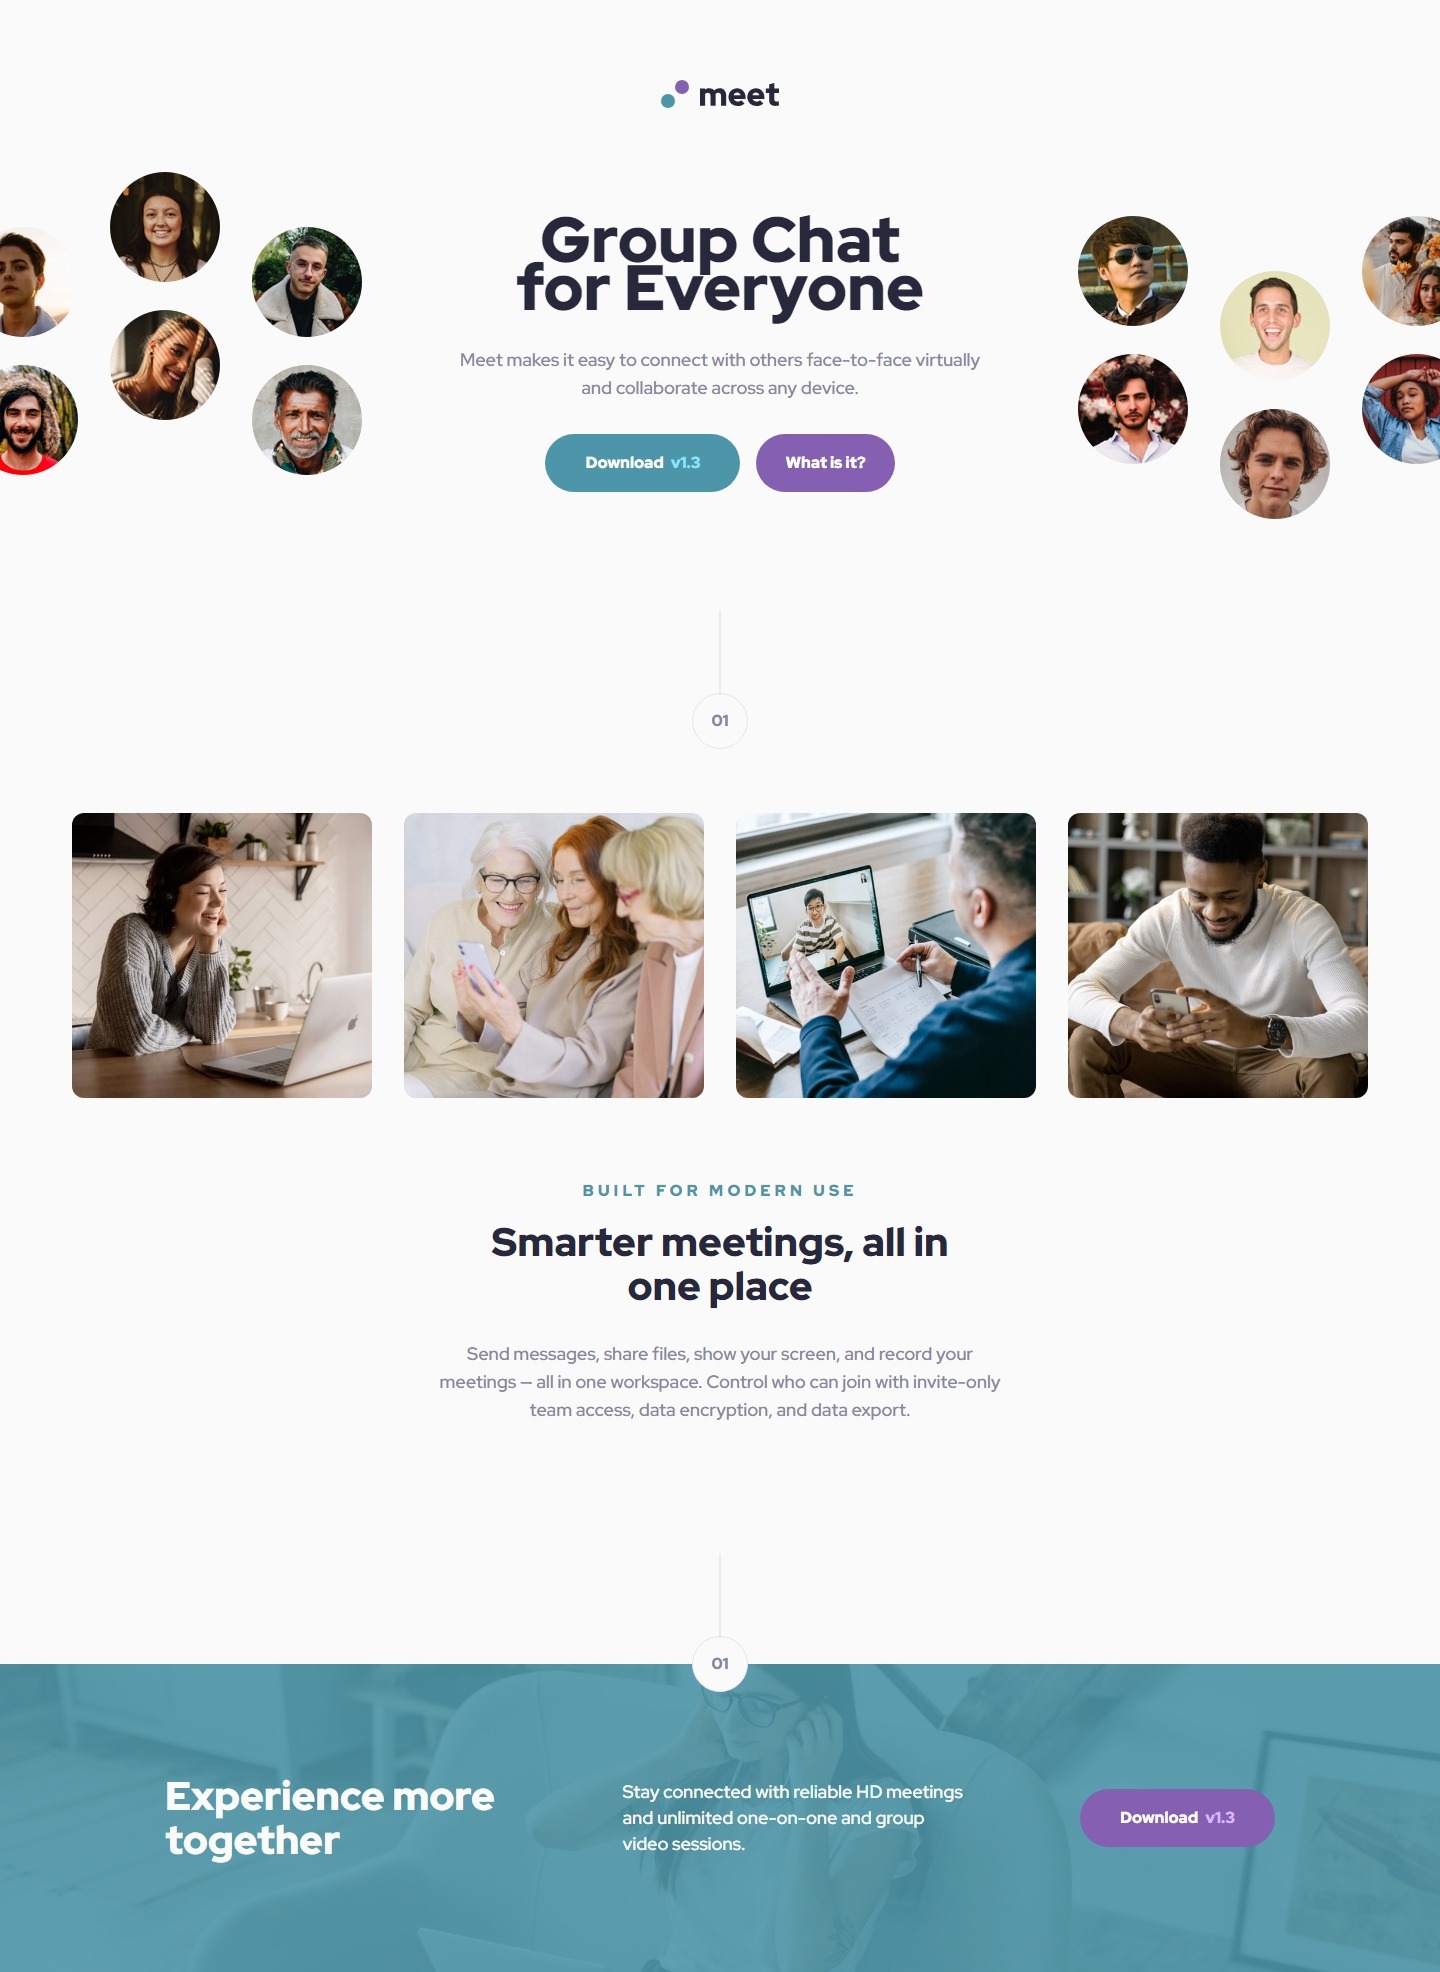 meet
Group Chat
for Everyone
Meet makes it easy to connect with others face-to-face virtually
and collaborate across any device.
Download v1.3
What is it?
01
BUILT FOR MODERN USE
Smarter meetings, all in
one place
Send messages, share files, show your screen, and record your
meetings — all in one workspace. Control who can join with invite-only
team access, data encryption, and data export.
01
Experience more
together
Stay connected with reliable HD meetings
and unlimited one-on-one and group
video sessions.
Download v1.3